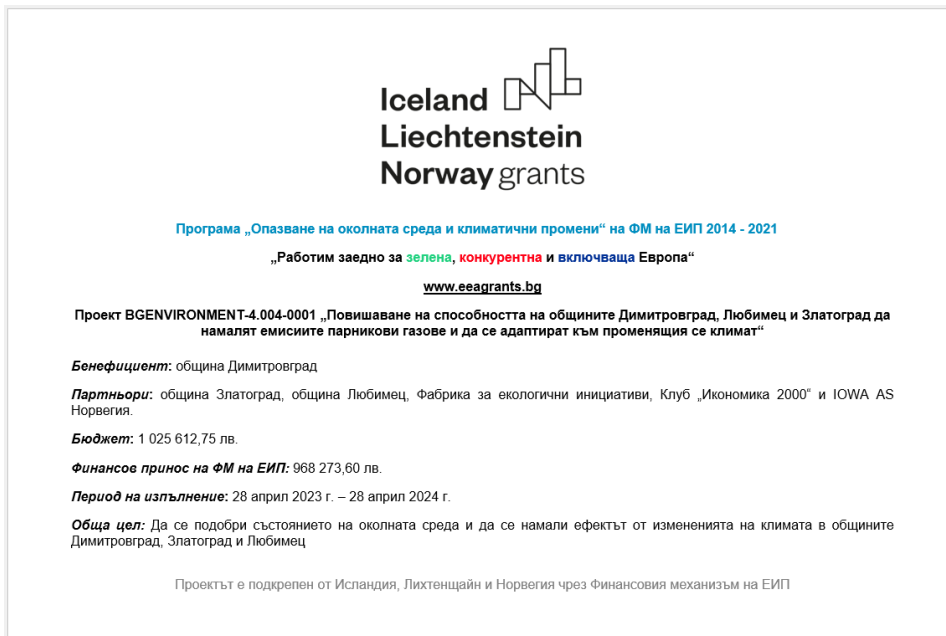 Iceland
Liechtenstein
Norway grants
Програма „Опазване на околната среда и климатични промени“ на ФМ на ЕИП 2014 - 2021
„Работим заедно за зелена, конкурентна и включваща Европа“
www.eeagrants.bg
Проект BGENVIRONMENT-4.004-0001 „Повишаване на способността на общините Димитровград, Любимец и Златоград да
намалят емисиите парникови газове и да се адаптират към променящия се климат“
Бенефициент: община Димитровград
Партньори: община Златоград, община Любимец, Фабрика за екологични инициативи, Клуб „Икономика 2000“ и IOWA AS
Норвегия.
Бюджет: 1 025 612,75 лв.
Финансов принос на ФМ на ЕИП: 968 273,60 лв.
Период на изпълнение: 28 април 2023 г. – 28 април 2024 г.
Обща цел: Да се подобри състоянието на околната среда и да се намали ефектът от измененията на климата в общините
Димитровград, Златоград и Любимец
Проектът е подкрепен от Исландия, Лихтенщайн и Норвегия чрез Финансовия механизъм на ЕИП